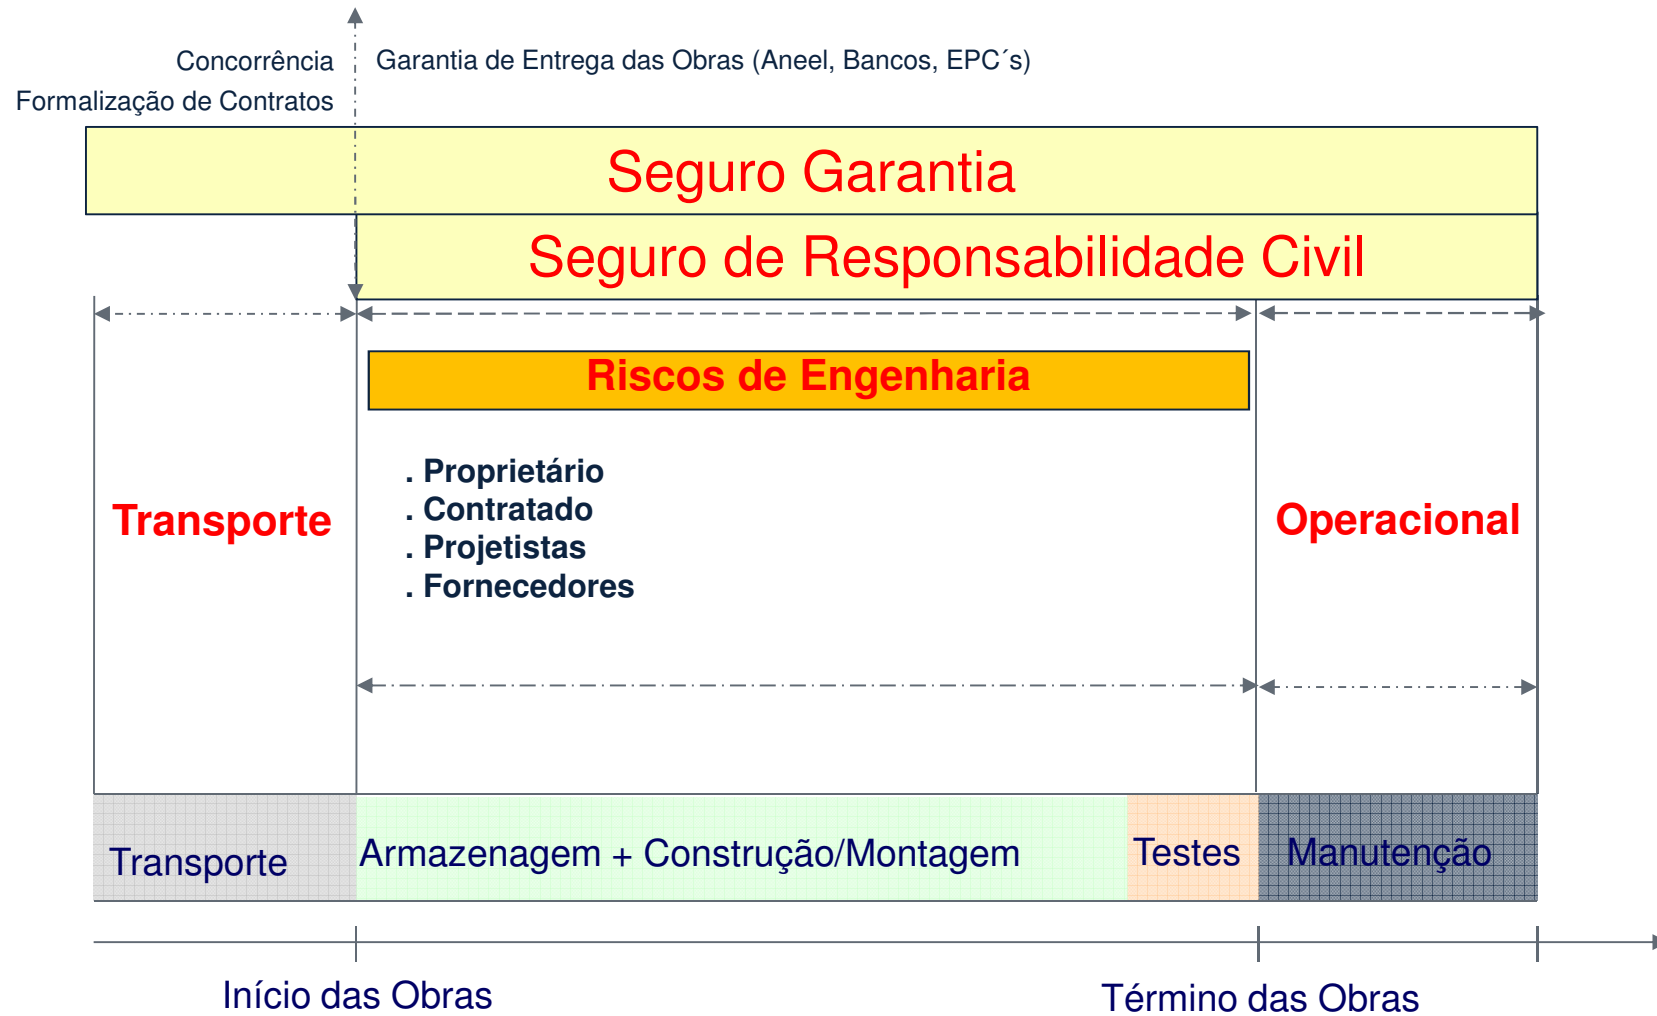 Concorrência
Garantia de Entrega das Obras (Aneel, Bancos, EPC´s)
Formalização de Contratos
Seguro Garantia
Seguro de Responsabilidade Civil
Riscos de Engenharia
. Proprietário
. Contratado
. Projetistas
. Fornecedores
Transporte
Operacional
Transporte
Armazenagem + Construção/Montagem
Testes
Manutenção
Início das Obras
Término das Obras